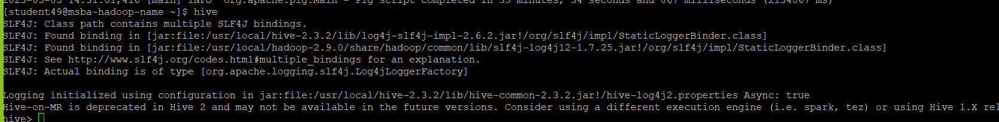 2023-05-05 14:31:01,416 [main] INFO  org.apache.pig.Main - Pig script completed in 35 minutes, 34 seconds and 867 milliseconds (2134867 ms)
[student49@msba-hadoop-name ~]$ hive
SLF4J: Class path contains multiple SLF4J bindings.
SLF4J: Found binding in [jar:file:/usr/local/hive-2.3.2/lib/log4j-slf4j-impl-2.6.2.jar!/org/slf4j/impl/StaticLoggerBinder.class]
SLF4J: Found binding in [jar:file:/usr/local/hadoop-2.9.0/share/hadoop/common/lib/slf4j-log4j12-1.7.25.jar!/org/slf4j/impl/StaticLoggerBinder.class]
SLF4J: See http://www.slf4j.org/codes.html#multiple_bindings for an explanation.
SLF4J: Actual binding is of type [org.apache.logging.slf4j.Log4jLoggerFactory]
Logging initialized using configuration in jar:file:/usr/local/hive-2.3.2/lib/hive-common-2.3.2.jar!/hive-log4j2.properties Async: true
Hive-on-MR is deprecated in Hive 2 and may not be available in the future versions. Consider using a different execution engine (i.e. spark, tez) or using Hive 1.X rel
hive>